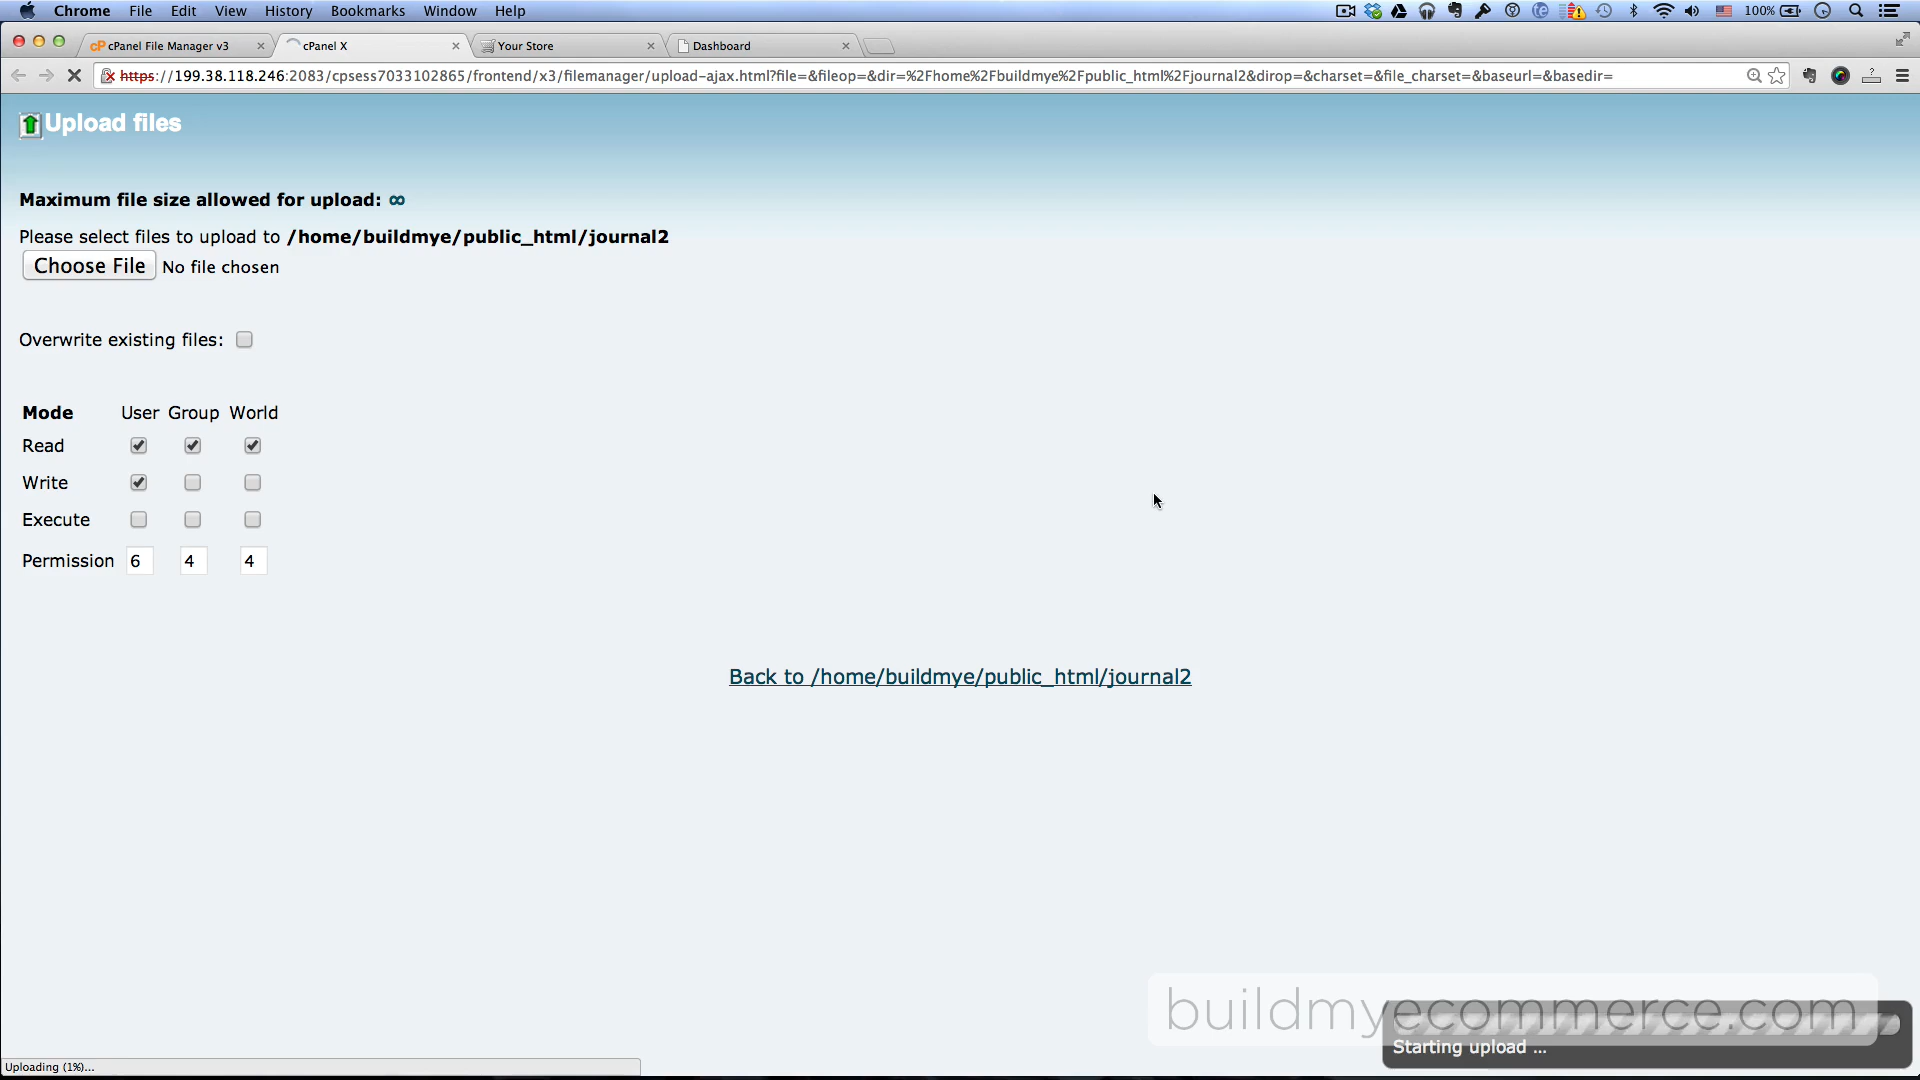 Chrome File Edit View History Bookmarks Window Help 100%
cPanel File Manager v3 cPanel X Your Store Dashboard
https://199.38.118.246:2083/cpsess7033102865/frontend/x3/filemanager/upload-ajax.html?file=&fileop=&dir=%2Fhome%2Fbuildmye%2Fpublic_html%2Fjournal2&dirop=&charset=&file_charset=&baseurl=&basedir=
Upload files
Maximum file size allowed for upload: ∞
Please select files to upload to /home/buildmye/public_html/journal2
Choose File No file chosen
Overwrite existing files:
Mode User Group World
Read
Write
Execute
Permission 6 4 4
Back to /home/buildmye/public_html/journal2
buildmyecommerce.com
Starting upload ...
Uploading (1%)...